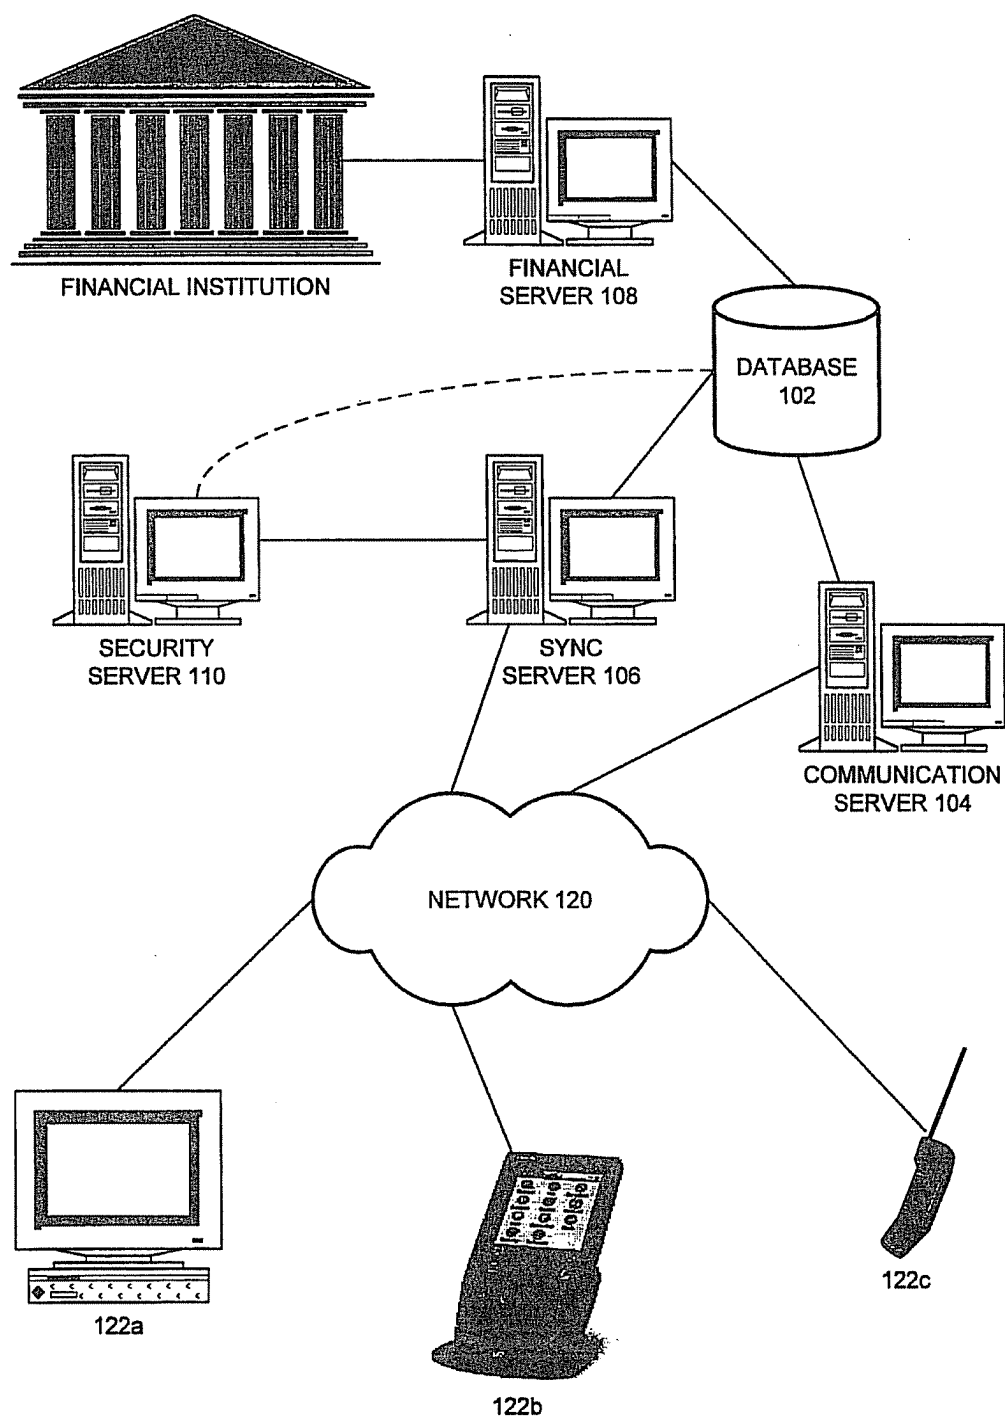 FINANCIAL INSTITUTION
FINANCIAL
SERVER 108
DATABASE
102
SECURITY
SERVER 110
SYNC
SERVER 106
COMMUNICATION
SERVER 104
NETWORK 120
122a
122b
122c